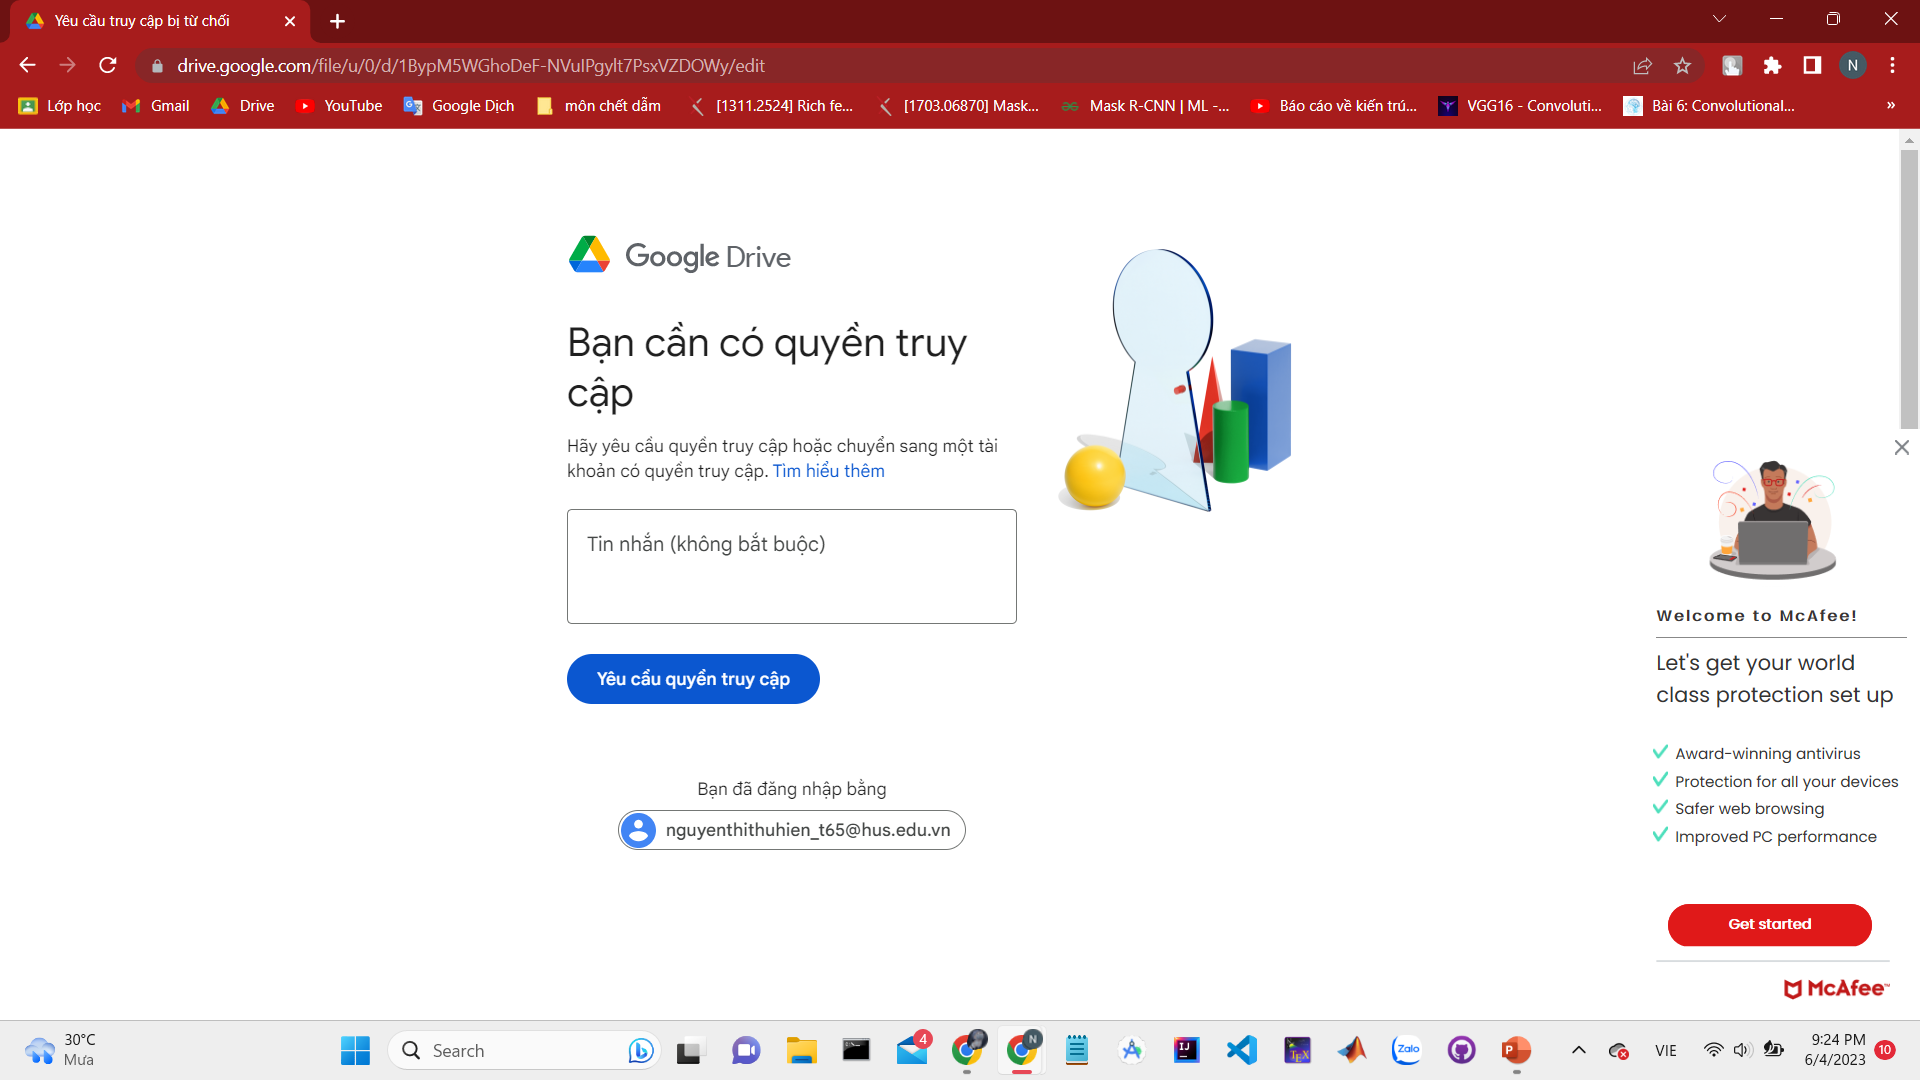 Yêu cầu truy cập bị từ chối
drive.google.com/file/u/0/d/1BypM5WGhoDeF-NVuIPgylt7PsxVZDOWy/edit
N
Lớp học
Gmail
Drive
YouTube
Google Dịch
môn chết dẫm
[1311.2524] Rich fe...
[1703.06870] Mask...
Mask R-CNN | ML -...
Báo cáo về kiến trú...
VGG16 - Convoluti...
Bài 6: Convolutional...
»
Google Drive
Bạn cần có quyền truy
cập
Hãy yêu cầu quyền truy cập hoặc chuyển sang một tài
khoản có quyền truy cập. Tìm hiểu thêm
Tin nhắn (không bắt buộc)
Yêu cầu quyền truy cập
Bạn đã đăng nhập bằng
nguyenthithuhien_t65@hus.edu.vn
Welcome to McAfee!
Let's get your world
class protection set up
Award-winning antivirus
Protection for all your devices
Safer web browsing
Improved PC performance
Get started
McAfee™
30°C
Mưa
Search
4
N
IJ
TEX
Zalo
P
VIE
9:24 PM
6/4/2023
10